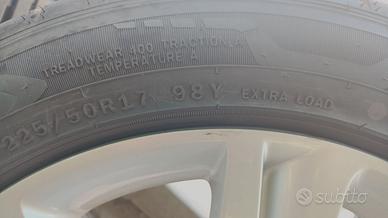 TREADWEAR 400 TRACTION A
TEMPERATURE A
225/50R17 98Y EXTRA LOAD
subito